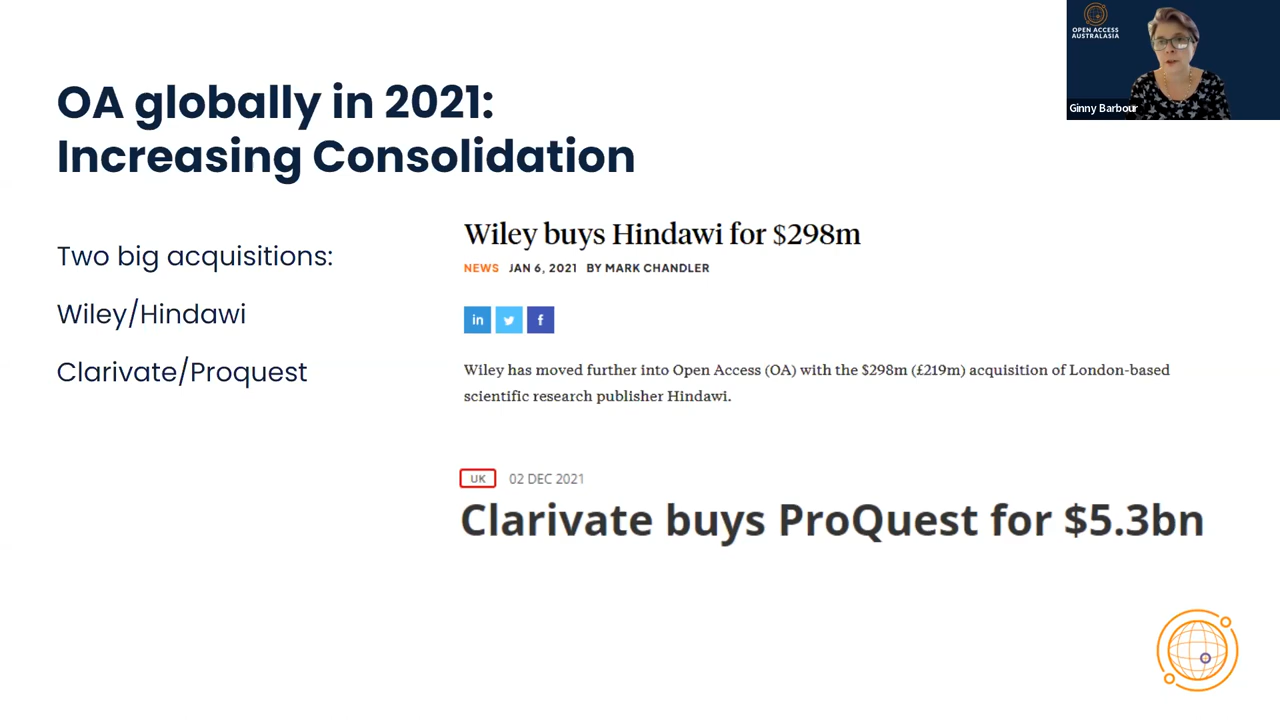 OPEN ACCESS
AUSTRALASIA
Ginny Barbour
OA globally in 2021:
Increasing Consolidation
Two big acquisitions:
Wiley/Hindawi
Clarivate/Proquest
Wiley buys Hindawi for $298m
NEWS JAN 6, 2021 BY MARK CHANDLER
in f
Wiley has moved further into Open Access (OA) with the $298m (£219m) acquisition of London-based
scientific research publisher Hindawi.
UK 02 DEC 2021
Clarivate buys ProQuest for $5.3bn